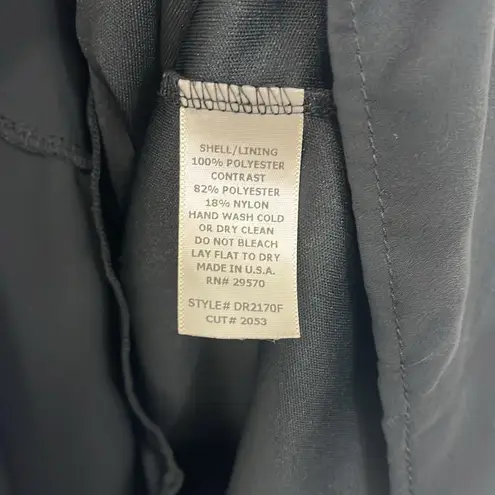 SHELL/LINING
100% POLYESTER
CONTRAST
82% POLYESTER
18% NYLON
HAND WASH COLD
OR DRY CLEAN
DO NOT BLEACH
LAY FLAT TO DRY
MADE IN U.S.A.
RN# 29570
STYLE# DR2170F
CUT# 2053